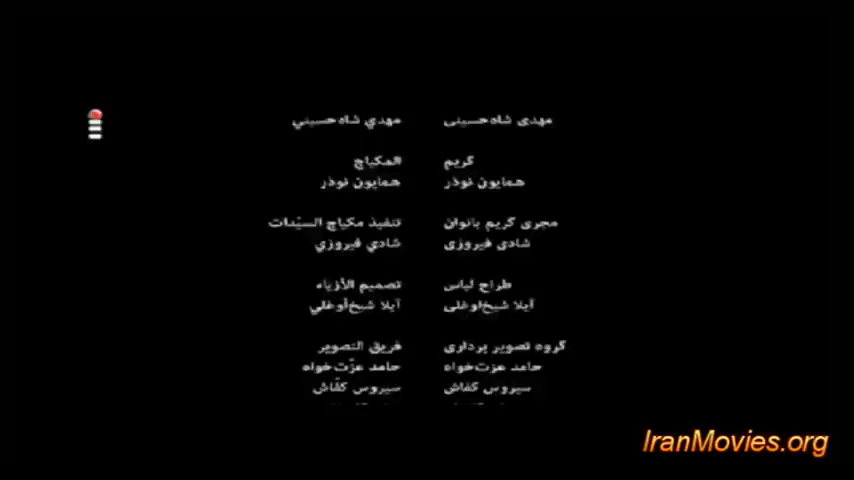 مهدی شاه‌حسینی
مهدي شاه‌حسيني
گریم
المكياج
همایون نوذر
همايون نوذر
مجری گریم بانوان
تنفيذ مكياج السيّدات
شادی فیروزی
شادي فيروزي
طراح لباس
تصميم الأزياء
آیلا شیخ‌اوغلی
آيلا شيخ‌أوغلي
گروه تصویر برداری
فريق التصوير
حامد عزت‌خواه
حامد عزّت‌خواه
سیروس کفاش
سيروس كفّاش
IranMovies.org